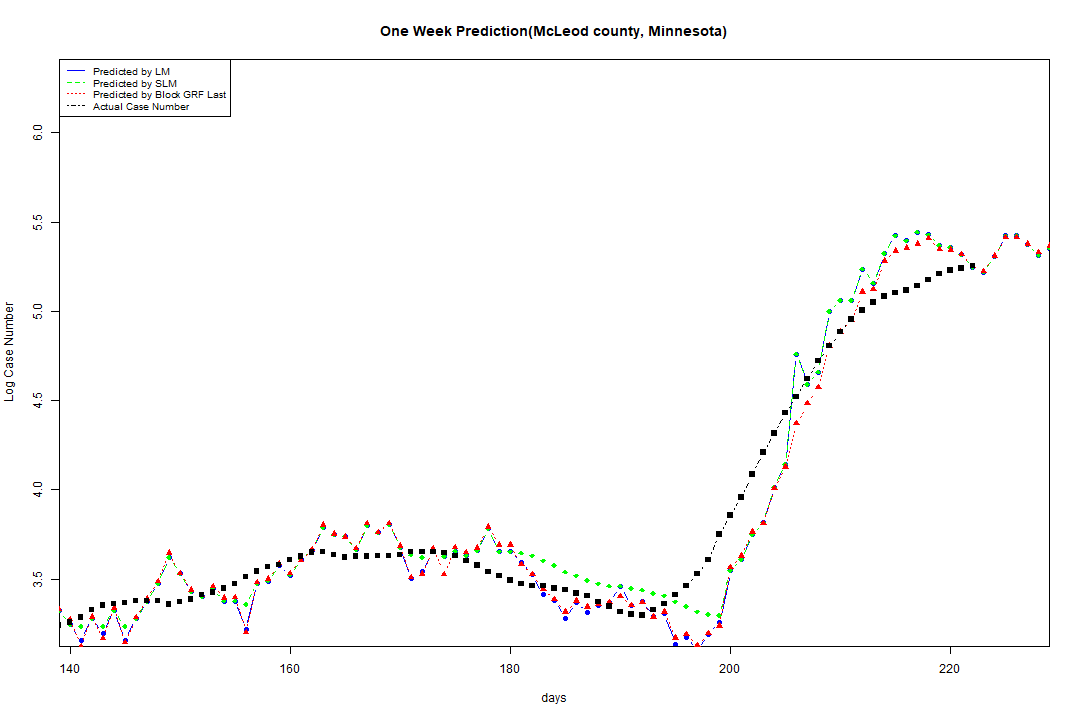 One Week Prediction(McLeod county, Minnesota)
Predicted by LM
Predicted by SLM
Predicted by Block GRF Last
Actual Case Number
6.0
5.5
5.0
4.5
4.0
3.5
Log Case Number
140 160 180 200 220
days